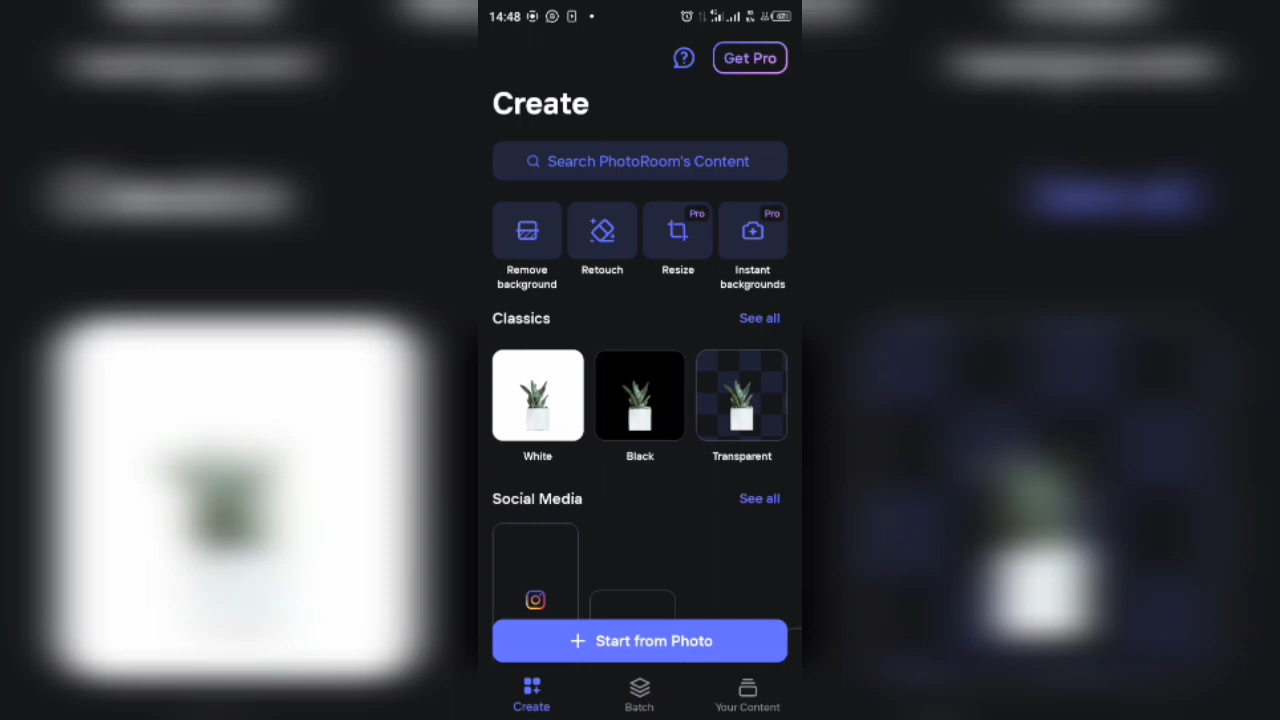 14:48
Get Pro
Create
Search PhotoRoom's Content
Pro
Pro
Remove background
Retouch
Resize
Instant backgrounds
Classics
See all
White
Black
Transparent
Social Media
See all
+ Start from Photo
Create
Batch
Your Content